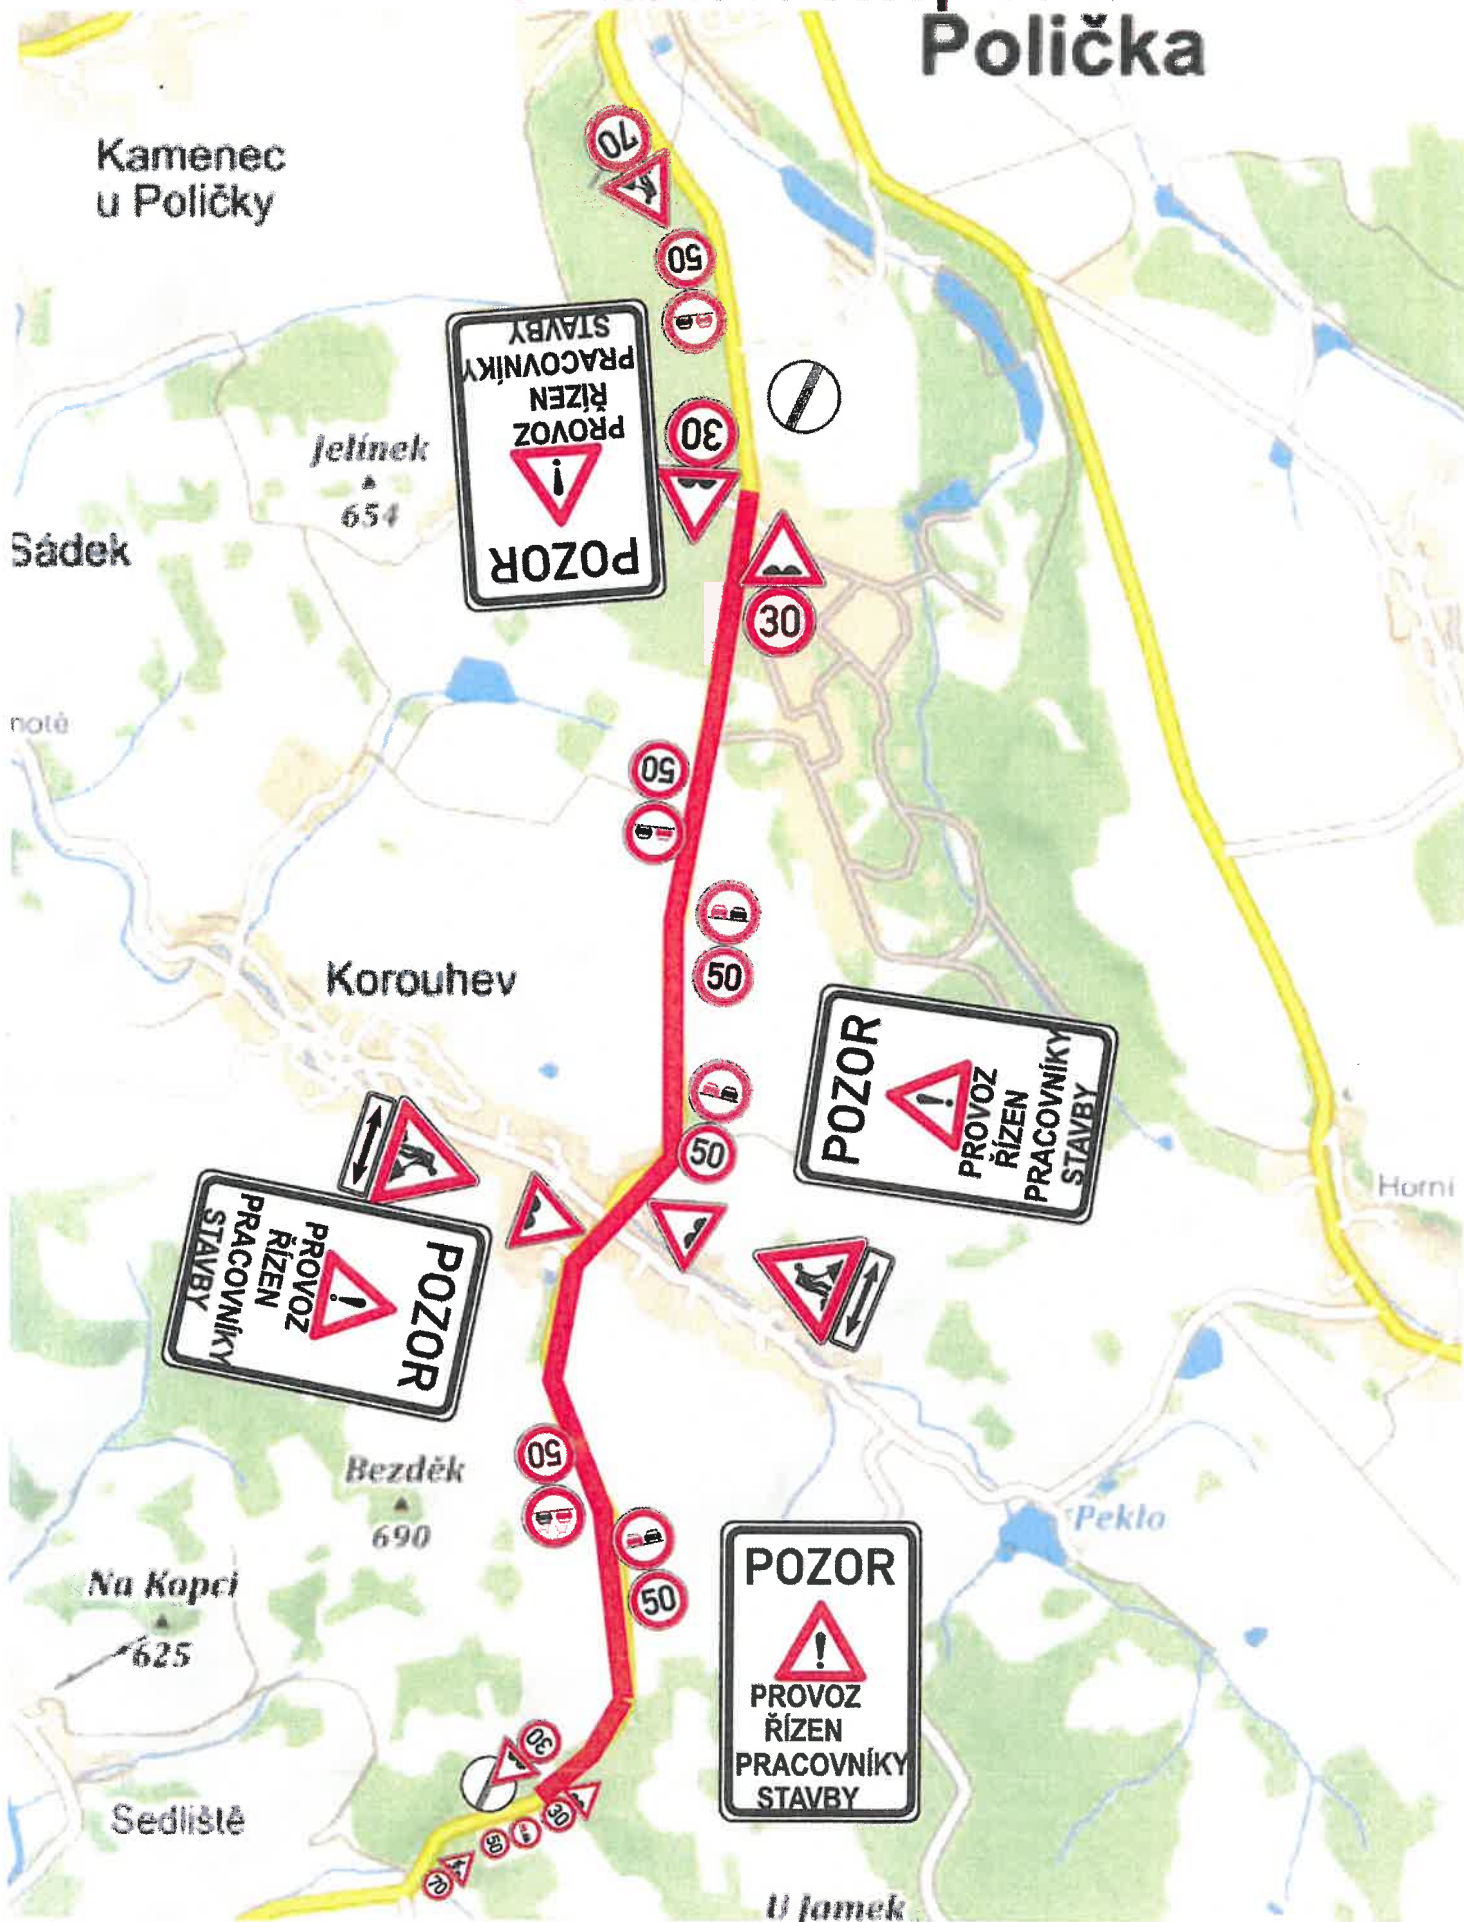 Polička
Kamenec
u Poličky
70
50
POZOR
PROVOZ
ŘÍZEN
PRACOVNÍKY
STAVBY
30
Jelínek
654
Sádek
30
noté
50
Korouhev
50
POZOR
PROVOZ
ŘÍZEN
PRACOVNÍKY
STAVBY
50
Horní
POZOR
PROVOZ
ŘÍZEN
PRACOVNÍKY
STAVBY
50
Bezděk
690
Peklo
50
POZOR
PROVOZ
ŘÍZEN
PRACOVNÍKY
STAVBY
Na Kopci
625
30
30
50
70
Sedliště
U Jamek